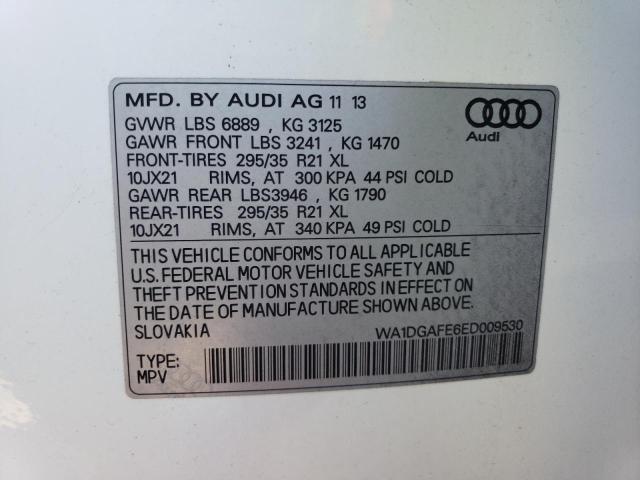 MFD. BY AUDI AG 11 13
GVWR LBS 6889 , KG 3125
GAWR FRONT LBS 3241 , KG 1470
FRONT-TIRES 295/35 R21 XL
10JX21 RIMS, AT 300 KPA 44 PSI COLD
GAWR REAR LBS3946 , KG 1790
REAR-TIRES 295/35 R21 XL
10JX21 RIMS, AT 340 KPA 49 PSI COLD
Audi
THIS VEHICLE CONFORMS TO ALL APPLICABLE
U.S. FEDERAL MOTOR VEHICLE SAFETY AND
THEFT PREVENTION STANDARDS IN EFFECT ON
THE DATE OF MANUFACTURE SHOWN ABOVE.
SLOVAKIA WA1DGAFE6ED009530
TYPE:
MPV